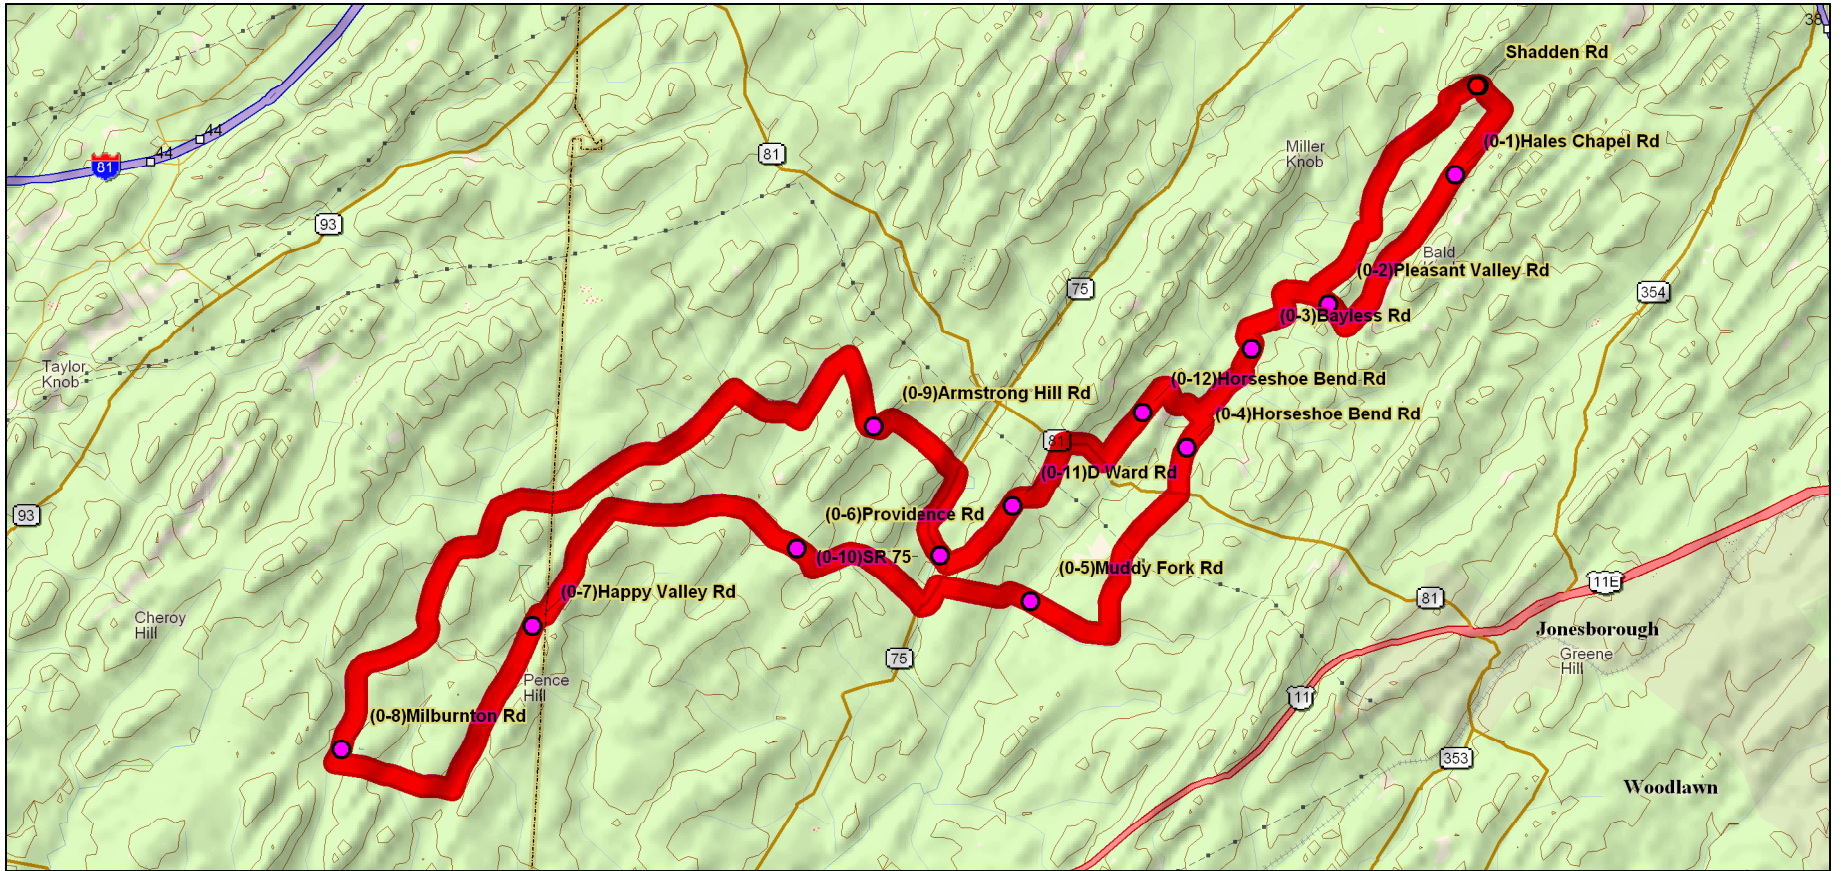 38
Shadden Rd
44
81
44
81
(0-1)Hales Chapel Rd
Miller
Knob
93
Bald
(0-2)Pleasant Valley Rd
75
354
(0-3)Bayless Rd
Taylor
Knob
(0-12)Horseshoe Bend Rd
(0-9)Armstrong Hill Rd
(0-4)Horseshoe Bend Rd
81
(0-11)D Ward Rd
93
(0-6)Providence Rd
(0-10)SR 75
(0-5)Muddy Fork Rd
11E
(0-7)Happy Valley Rd
81
Cheroy
Hill
Jonesborough
Greene
Hill
75
Pence
Hill
11
(0-8)Milburnton Rd
353
Woodlawn